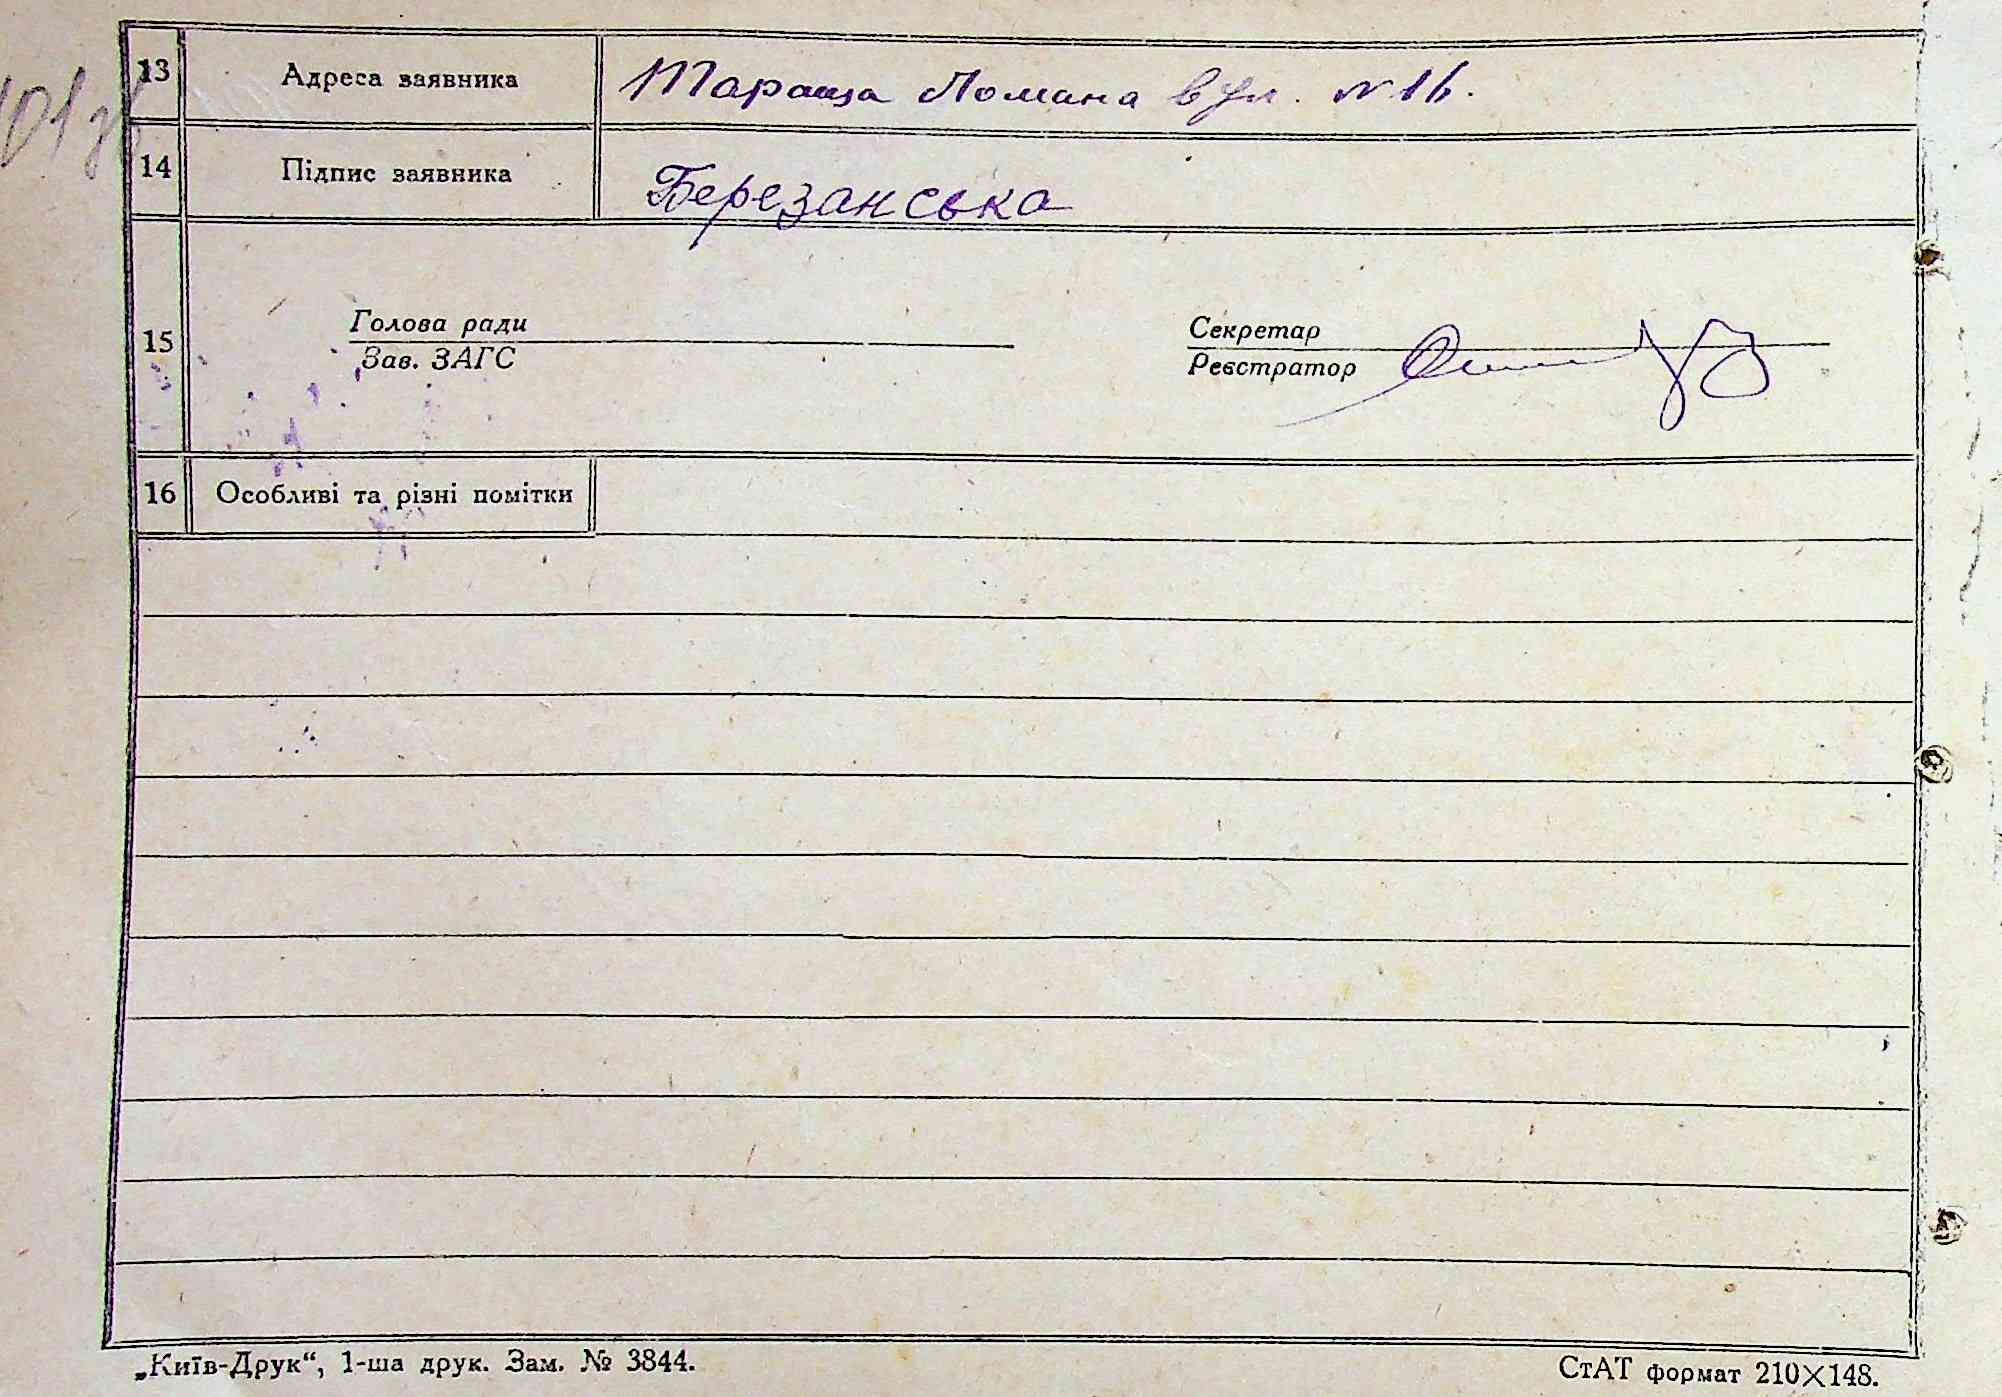 13 Адреса заявника Тараща Ломана вул. №16.
14 Підпис заявника Березанська
15 Голова ради Секретар
Зав. ЗАГС Реєстратор
16 Особливі та різні помітки
„Київ-Друк“, 1-ша друк. Зам. № 3844. СтАТ формат 210×148.